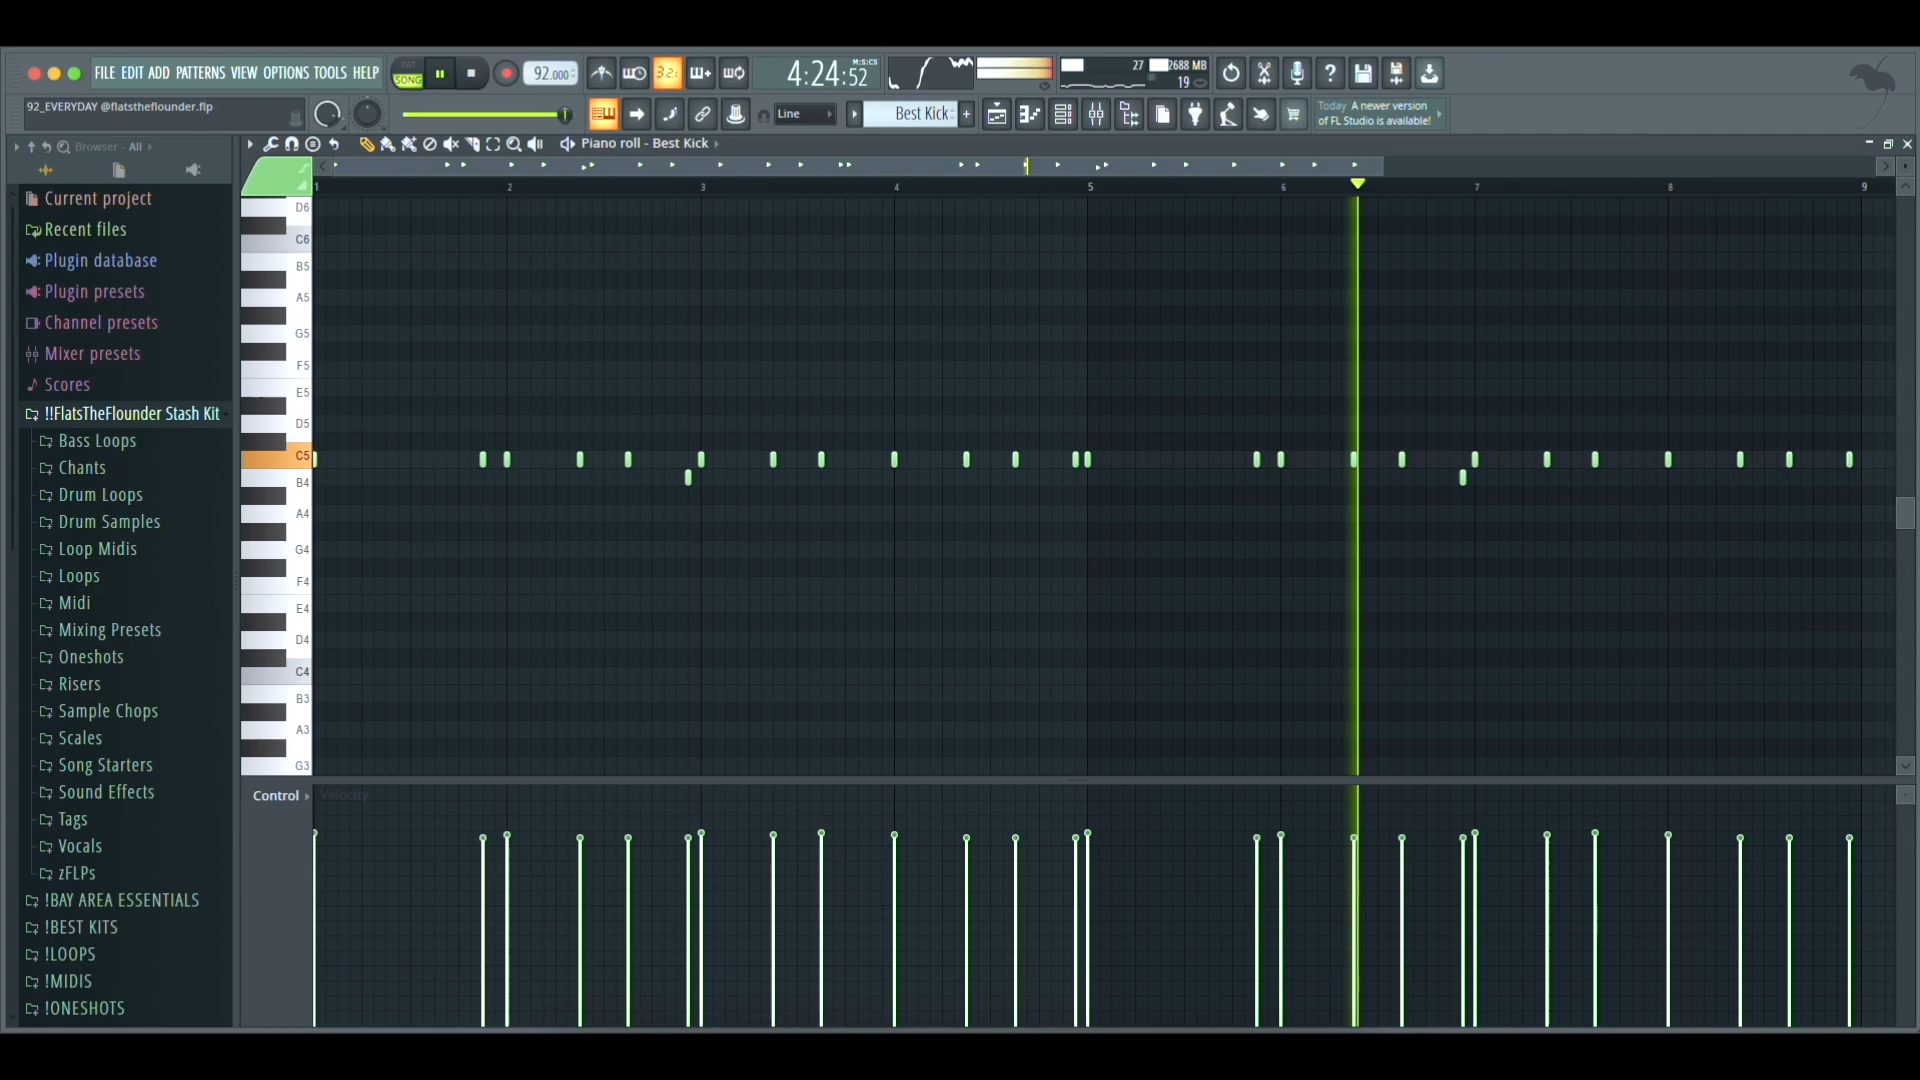 FILE EDIT ADD PATTERNS VIEW OPTIONS TOOLS HELP
PAT
SONG
92.000
32
4:24:52
M:S:CS
27
2688 MB
19
92_EVERYDAY @flatstheflounder.flp
Line
Best Kick
Today A newer version
of FL Studio is available!
Browser - All
Piano roll - Best Kick
1 2 3 4 5 6 7 8 9
Current project
Recent files
Plugin database
Plugin presets
Channel presets
Mixer presets
Scores
!!FlatsTheFlounder Stash Kit
Bass Loops
Chants
Drum Loops
Drum Samples
Loop Midis
Loops
Midi
Mixing Presets
Oneshots
Risers
Sample Chops
Scales
Song Starters
Sound Effects
Tags
Vocals
zFLPs
!BAY AREA ESSENTIALS
!BEST KITS
!LOOPS
!MIDIS
!ONESHOTS
D6
C6
B5
A5
G5
F5
E5
D5
C5
B4
A4
G4
F4
E4
D4
C4
B3
A3
G3
Control
Velocity